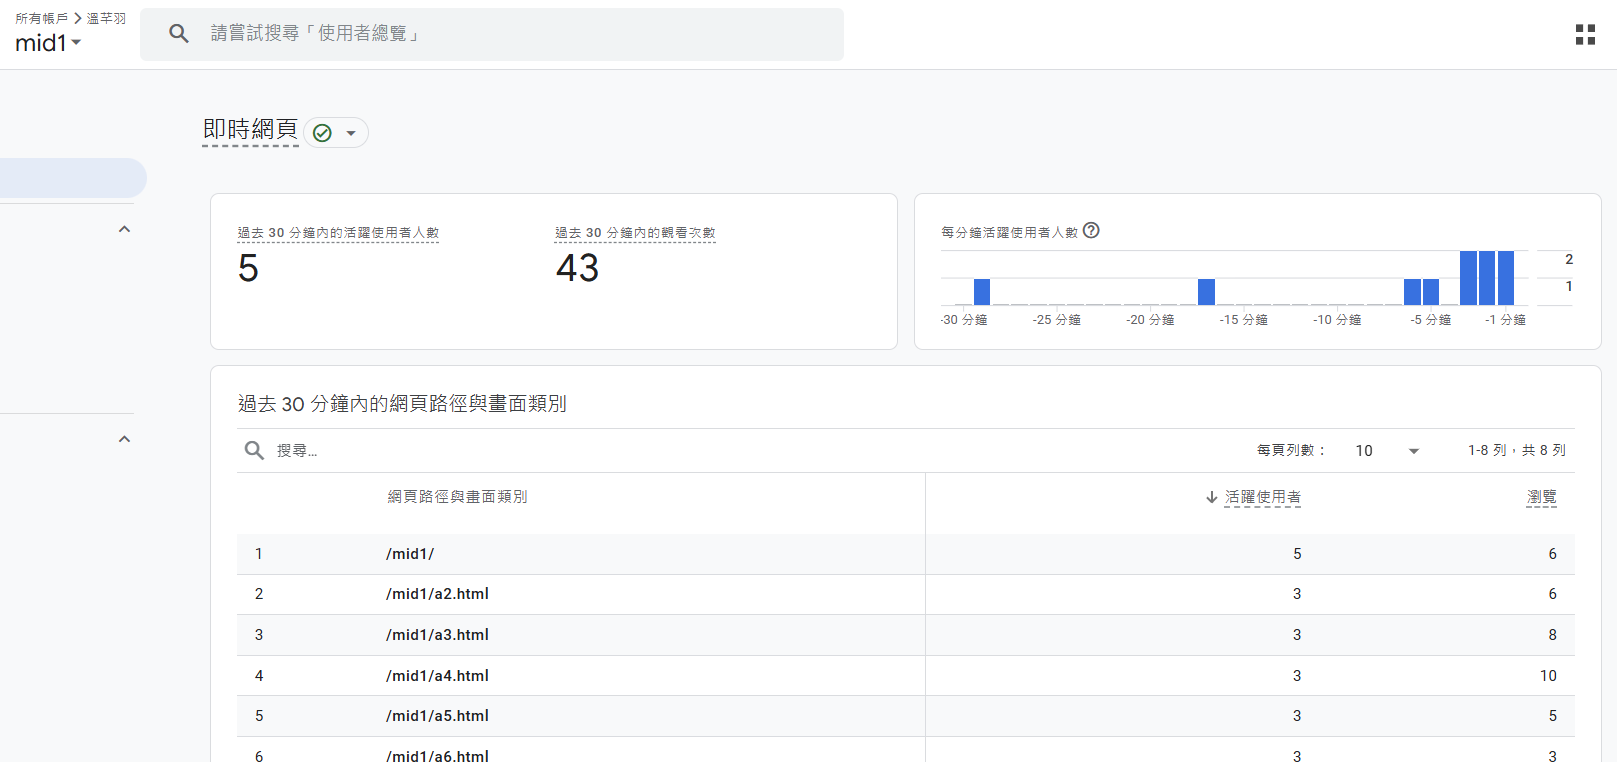 所有帳戶 > 溫芊羽
mid1
請嘗試搜尋「使用者總覽」
即時網頁
過去 30 分鐘內的活躍使用者人數
5
過去 30 分鐘內的觀看次數
43
每分鐘活躍使用者人數
2
1
-30 分鐘 -25 分鐘 -20 分鐘 -15 分鐘 -10 分鐘 -5 分鐘 -1 分鐘
過去 30 分鐘內的網頁路徑與畫面類別
搜尋... 每頁列數： 10 1-8 列，共 8 列
網頁路徑與畫面類別 活躍使用者 瀏覽
1 /mid1/ 5 6
2 /mid1/a2.html 3 6
3 /mid1/a3.html 3 8
4 /mid1/a4.html 3 10
5 /mid1/a5.html 3 5
6 /mid1/a6.html 3 3